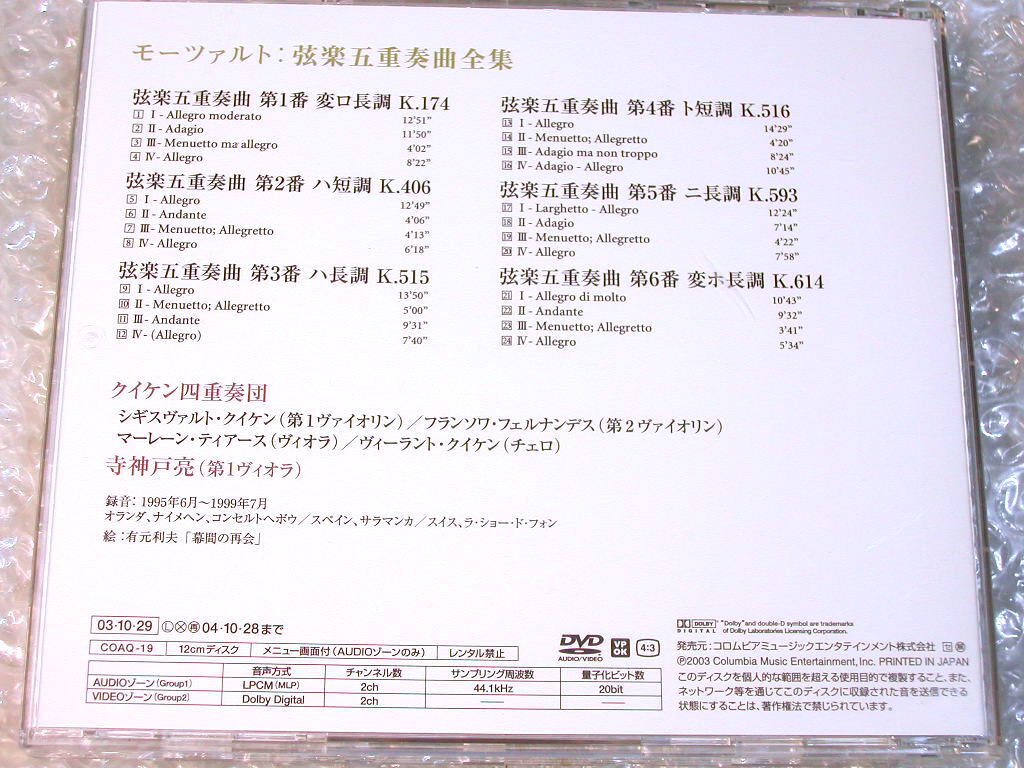 モーツァルト：弦楽五重奏曲全集
弦楽五重奏曲 第1番 変ロ長調 K.174
1 I - Allegro moderato 12'51"
2 II - Adagio 11'50"
3 III- Menuetto ma allegro 4'02"
4 IV- Allegro 8'22"
弦楽五重奏曲 第2番 ハ短調 K.406
5 I - Allegro 12'49"
6 II - Andante 4'06"
7 III- Menuetto; Allegretto 4'13"
8 IV- Allegro 6'18"
弦楽五重奏曲 第3番 ハ長調 K.515
9 I - Allegro 13'50"
10 II - Menuetto; Allegretto 5'00"
11 III- Andante 9'31"
12 IV- (Allegro) 7'40"
弦楽五重奏曲 第4番 ト短調 K.516
13 I - Allegro 14'29"
14 II - Menuetto; Allegretto 4'20"
15 III- Adagio ma non troppo 8'24"
16 IV- Adagio - Allegro 10'45"
弦楽五重奏曲 第5番 ニ長調 K.593
17 I - Larghetto - Allegro 12'24"
18 II - Adagio 7'14"
19 III- Menuetto; Allegretto 4'22"
20 IV- Allegro 7'58"
弦楽五重奏曲 第6番 変ホ長調 K.614
21 I - Allegro di molto 10'43"
22 II - Andante 9'32"
23 III- Menuetto; Allegretto 3'41"
24 IV- Allegro 5'34"
クイケン四重奏団
シギスヴァルト・クイケン（第1ヴァイオリン）／フランソワ・フェルナンデス（第2ヴァイオリン）
マーレーン・ティアース（ヴィオラ）／ヴィーラント・クイケン（チェロ）
寺神戸亮（第1ヴィオラ）
録音：1995年6月〜1999年7月
オランダ、ナイメヘン、コンセルトヘボウ／スペイン、サラマンカ／スイス、ラ・ショー・ド・フォン
絵：有元利夫「幕間の再会」
03·10·29 Ⓛ Ⓧ ㊞ 04·10·28まで
COAQ-19 12cmディスク メニュー画面付（AUDIOゾーンのみ） レンタル禁止
音声方式 チャンネル数 サンプリング周波数 量子化ビット数
AUDIOゾーン（Group1） LPCM（MLP） 2ch 44.1kHz 20bit
VIDEOゾーン（Group2） Dolby Digital 2ch —— ——
DVD
AUDIO/VIDEO
VP OK
4:3
DOLBY DIGITAL
"Dolby" and double-D symbol are trademarks
of Dolby Laboratories Licensing Corporation.
発売元：コロムビアミュージックエンタテインメント株式会社
℗2003 Columbia Music Entertainment, Inc. PRINTED IN JAPAN
このディスクを個人的な範囲を超える使用目的で複製すること、また、
ネットワーク等を通じてこのディスクに収録された音を送信できる
状態にすることは、著作権法で禁じられています。